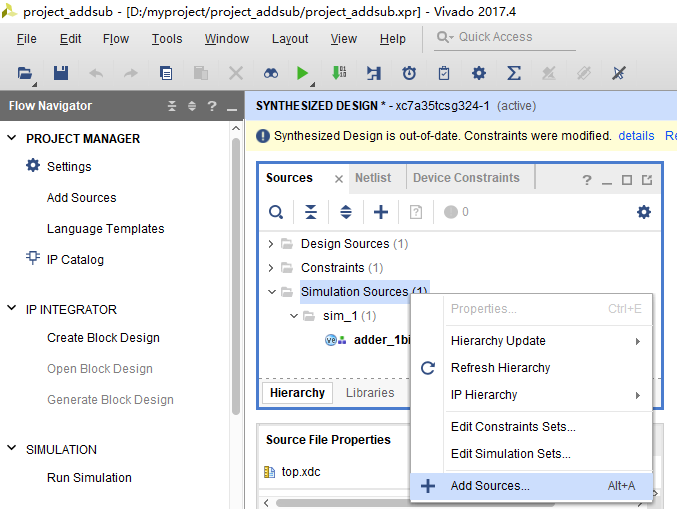 project_addsub - [D:/myproject/project_addsub/project_addsub.xpr] - Vivado 2017.4
File Edit Flow Tools Window Layout View Help Quick Access
Flow Navigator
SYNTHESIZED DESIGN * - xc7a35tcsg324-1 (active)
Synthesized Design is out-of-date. Constraints were modified. details
PROJECT MANAGER
Settings
Add Sources
Language Templates
IP Catalog
IP INTEGRATOR
Create Block Design
Open Block Design
Generate Block Design
SIMULATION
Run Simulation
Sources Netlist Device Constraints
0
Design Sources (1)
Constraints (1)
Simulation Sources (1)
sim_1 (1)
adder_1bi
Hierarchy Libraries
Source File Properties
top.xdc
Properties... Ctrl+E
Hierarchy Update
Refresh Hierarchy
IP Hierarchy
Edit Constraints Sets...
Edit Simulation Sets...
Add Sources... Alt+A